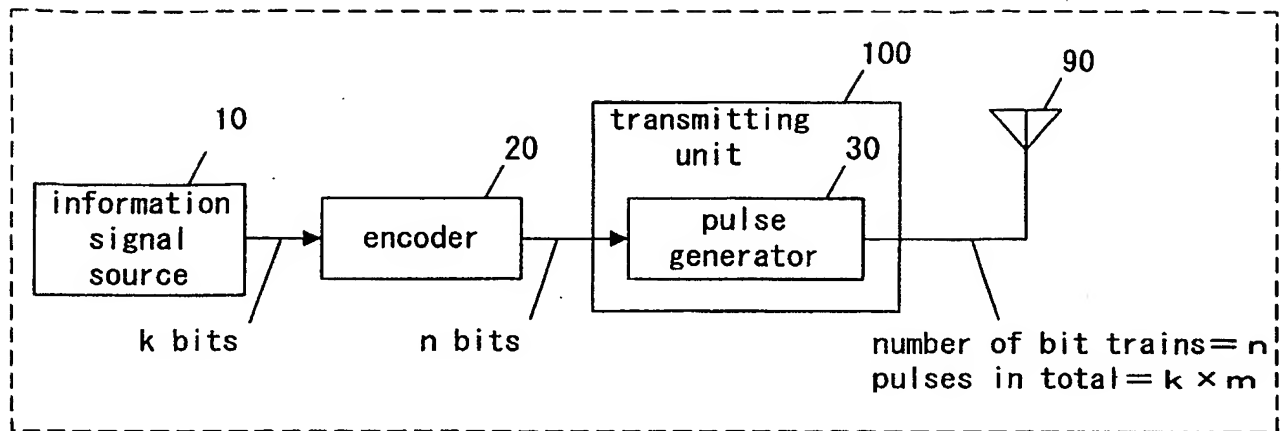 100
90
10
20
transmitting
unit
30
information
signal
source
encoder
pulse
generator
k bits
n bits
number of bit trains=n
pulses in total=k×m